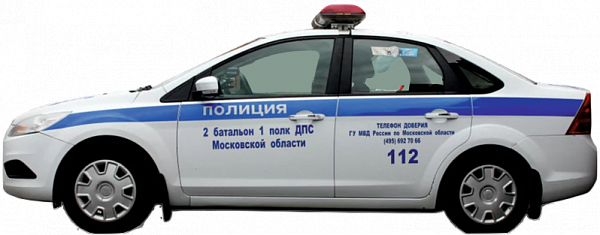 ПОЛИЦИЯ
2 батальон 1 полк ДПС
Московской области
ТЕЛЕФОН ДОВЕРИЯ
ГУ МВД России по Московской области
(495) 692 70 66
112